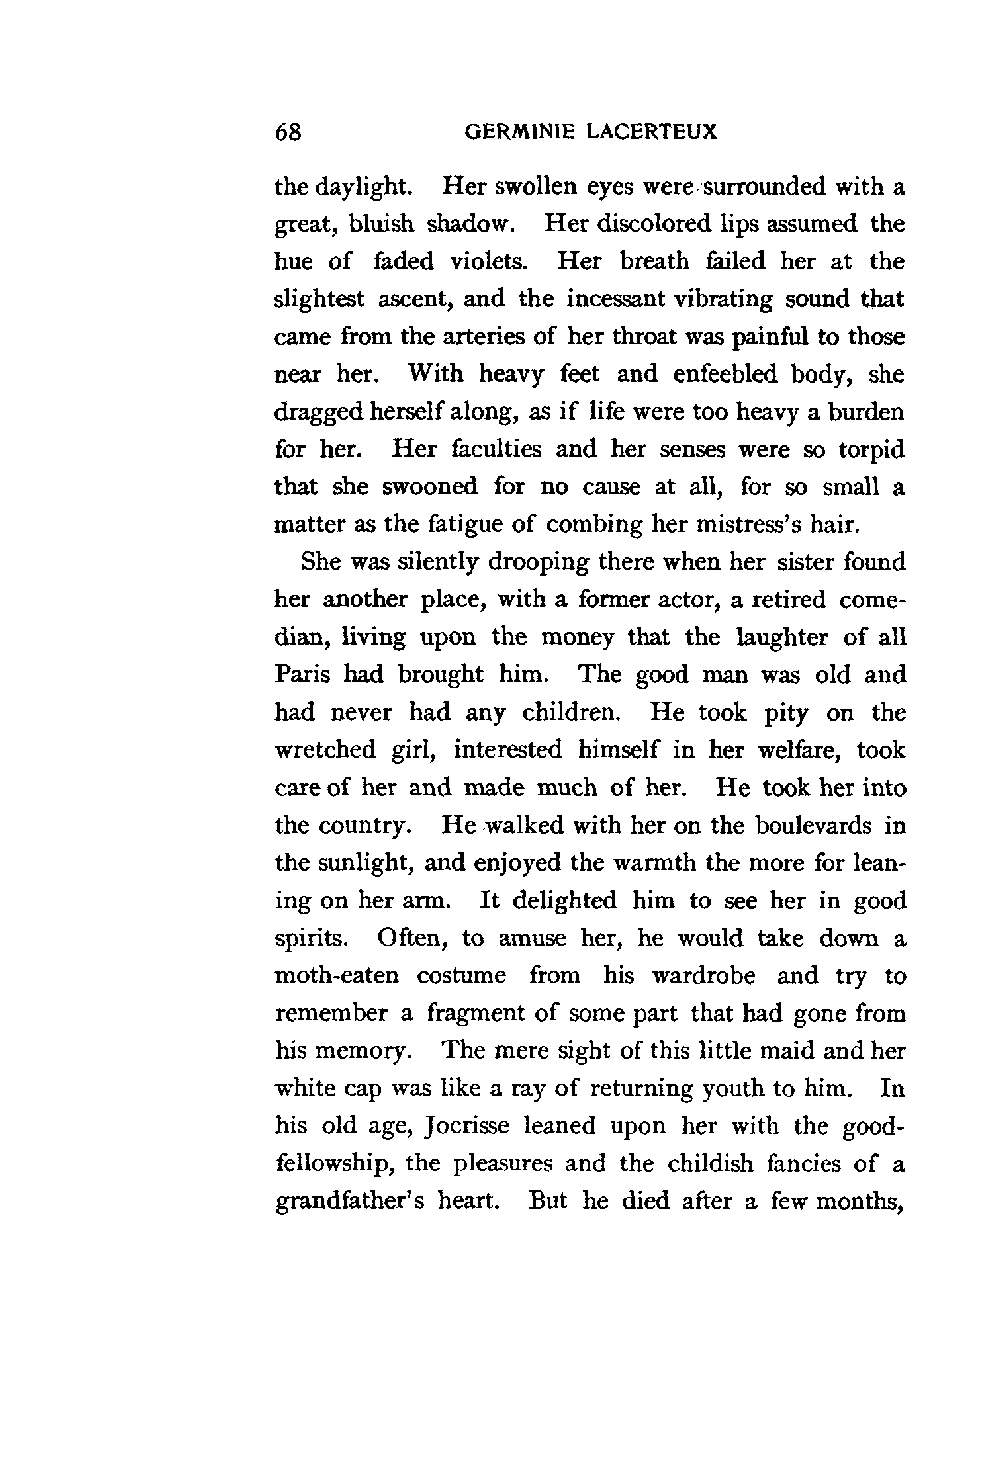 68 GERMINIE LACERTEUX
the daylight. Her swollen eyes were surrounded with a
great, bluish shadow. Her discolored lips assumed the
hue of faded violets. Her breath failed her at the
slightest ascent, and the incessant vibrating sound that
came from the arteries of her throat was painful to those
near her. With heavy feet and enfeebled body, she
dragged herself along, as if life were too heavy a burden
for her. Her faculties and her senses were so torpid
that she swooned for no cause at all, for so small a
matter as the fatigue of combing her mistress's hair.
She was silently drooping there when her sister found
her another place, with a former actor, a retired come-
dian, living upon the money that the laughter of all
Paris had brought him. The good man was old and
had never had any children. He took pity on the
wretched girl, interested himself in her welfare, took
care of her and made much of her. He took her into
the country. He walked with her on the boulevards in
the sunlight, and enjoyed the warmth the more for lean-
ing on her arm. It delighted him to see her in good
spirits. Often, to amuse her, he would take down a
moth-eaten costume from his wardrobe and try to
remember a fragment of some part that had gone from
his memory. The mere sight of this little maid and her
white cap was like a ray of returning youth to him. In
his old age, Jocrisse leaned upon her with the good-
fellowship, the pleasures and the childish fancies of a
grandfather's heart. But he died after a few months,